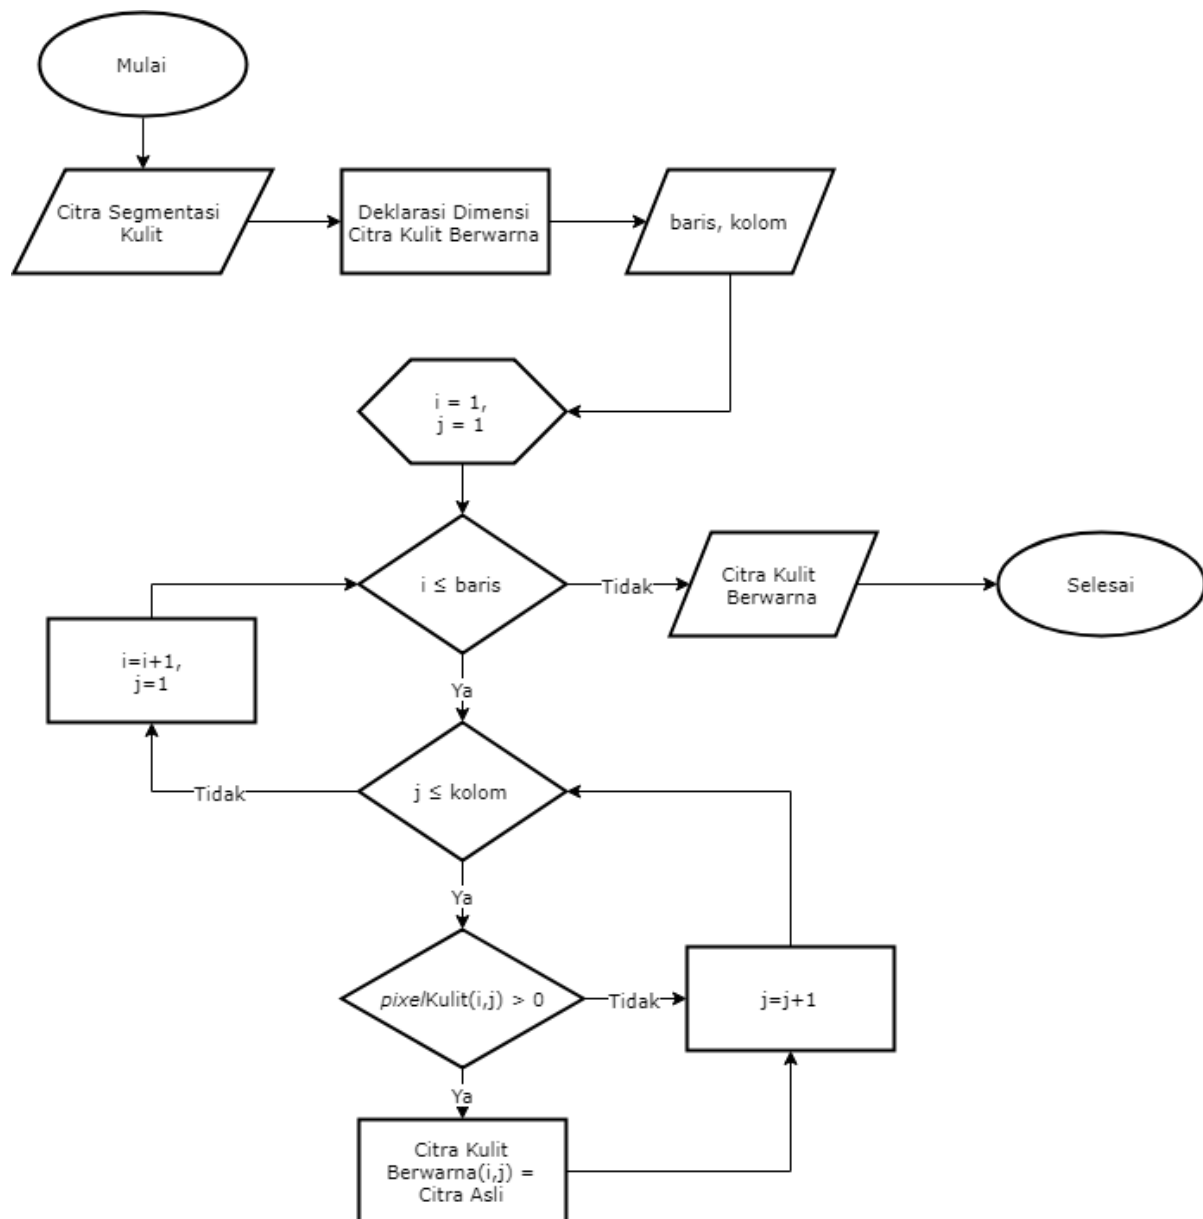 Mulai
Citra Segmentasi
Kulit
Deklarasi Dimensi
Citra Kulit Berwarna
baris, kolom
i = 1,
j = 1
i ≤ baris
Tidak
Citra Kulit
Berwarna
Selesai
i=i+1,
j=1
Ya
j ≤ kolom
Tidak
Ya
pixelKulit(i,j) > 0
Tidak
j=j+1
Ya
Citra Kulit
Berwarna(i,j) =
Citra Asli